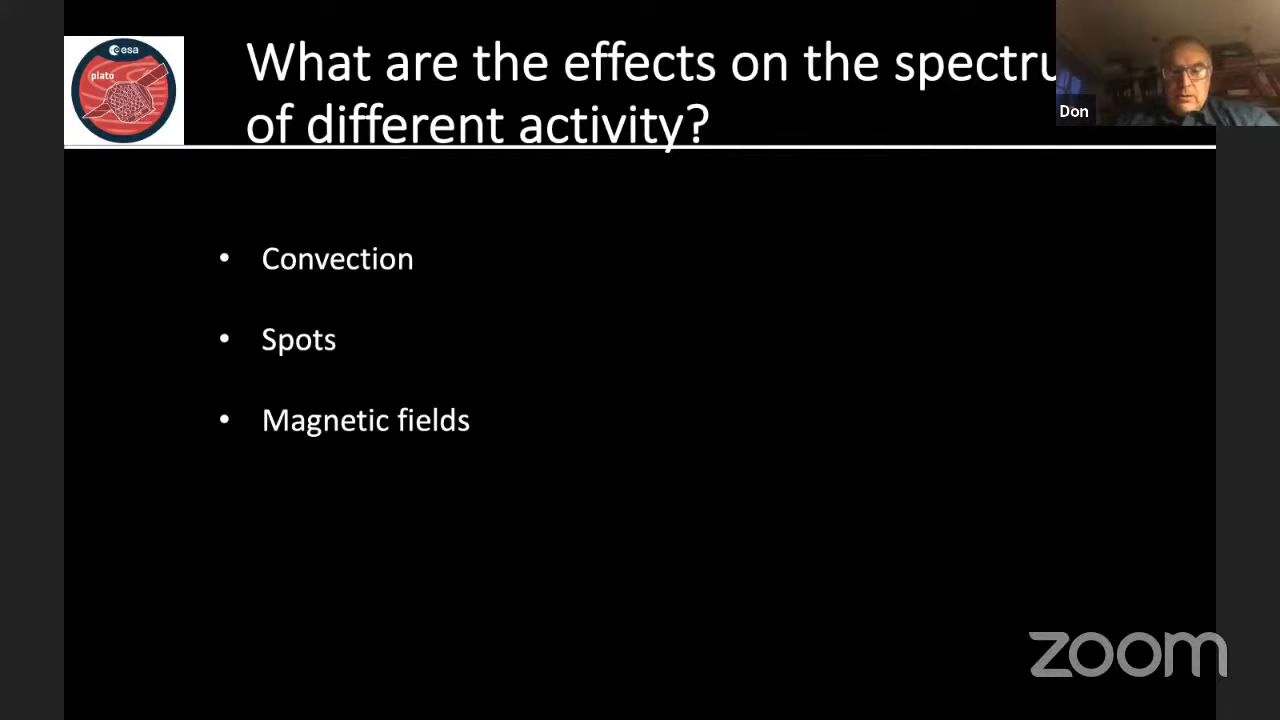 esa
plato
What are the effects on the spectru
of different activity?
Don
• Convection
• Spots
• Magnetic fields
zoom